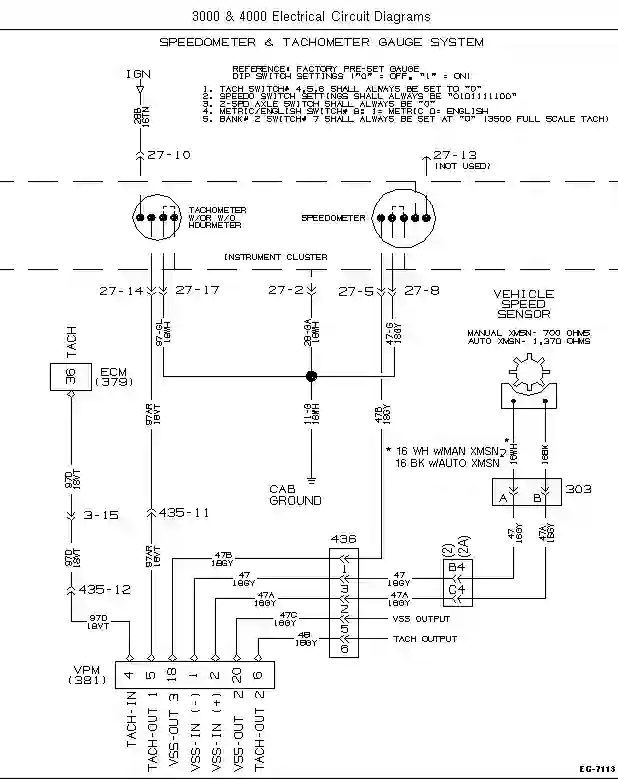 3000 & 4000 Electrical Circuit Diagrams
SPEEDOMETER & TACHOMETER GAUGE SYSTEM
REFERENCE: FACTORY PRE-SET GAUGE
DIP SWITCH SETTINGS ("0" = OFF, "1" = ON)
1. TACH SWITCH# 4,5,6 SHALL ALWAYS BE SET TO "0"
2. SPEEDO SWITCH SETTINGS SHALL ALWAYS BE "0101111100"
3. 2-SPD AXLE SWITCH SHALL ALWAYS BE "0"
4. METRIC/ENGLISH SWITCH# 8: 1= METRIC 0= ENGLISH
5. BANK# 2 SWITCH# 7 SHALL ALWAYS BE SET AT "0" (3500 FULL SCALE TACH)
IGN
28B
16TN
27-10
27-13
(NOT USED)
TACHOMETER
W/OR W/O
HOURMETER
SPEEDOMETER
INSTRUMENT CLUSTER
27-14
27-17
27-2
27-5
27-8
VEHICLE
SPEED
SENSOR
MANUAL XMSN- 700 OHMS
AUTO XMSN- 1,370 OHMS
97-GL
18WH
28-GA
16WH
47-G
18GY
TACH
36
ECM
(379)
97AR
18VT
11-G
16WH
47B
18GY
* 16 WH w/MAN XMSN
16 BK w/AUTO XMSN
*
16WH
16BK
A
B
303
97D
18VT
CAB
GROUND
3-15
435-11
97D
18VT
97AR
18VT
47
18GY
47A
18GY
436
(2)
(2A)
47B
18GY
1
B4
47
18GY
3
47
18GY
C4
435-12
47A
18GY
2
47A
18GY
47C
18GY
5
VSS OUTPUT
97D
18VT
4B
18GY
6
TACH OUTPUT
VPM
(381)
4
5
18
1
2
20
6
TACH-IN
TACH-OUT 1
VSS-OUT 3
VSS-IN (-)
VSS-IN (+)
VSS-OUT 2
TACH-OUT 2
EG-7113